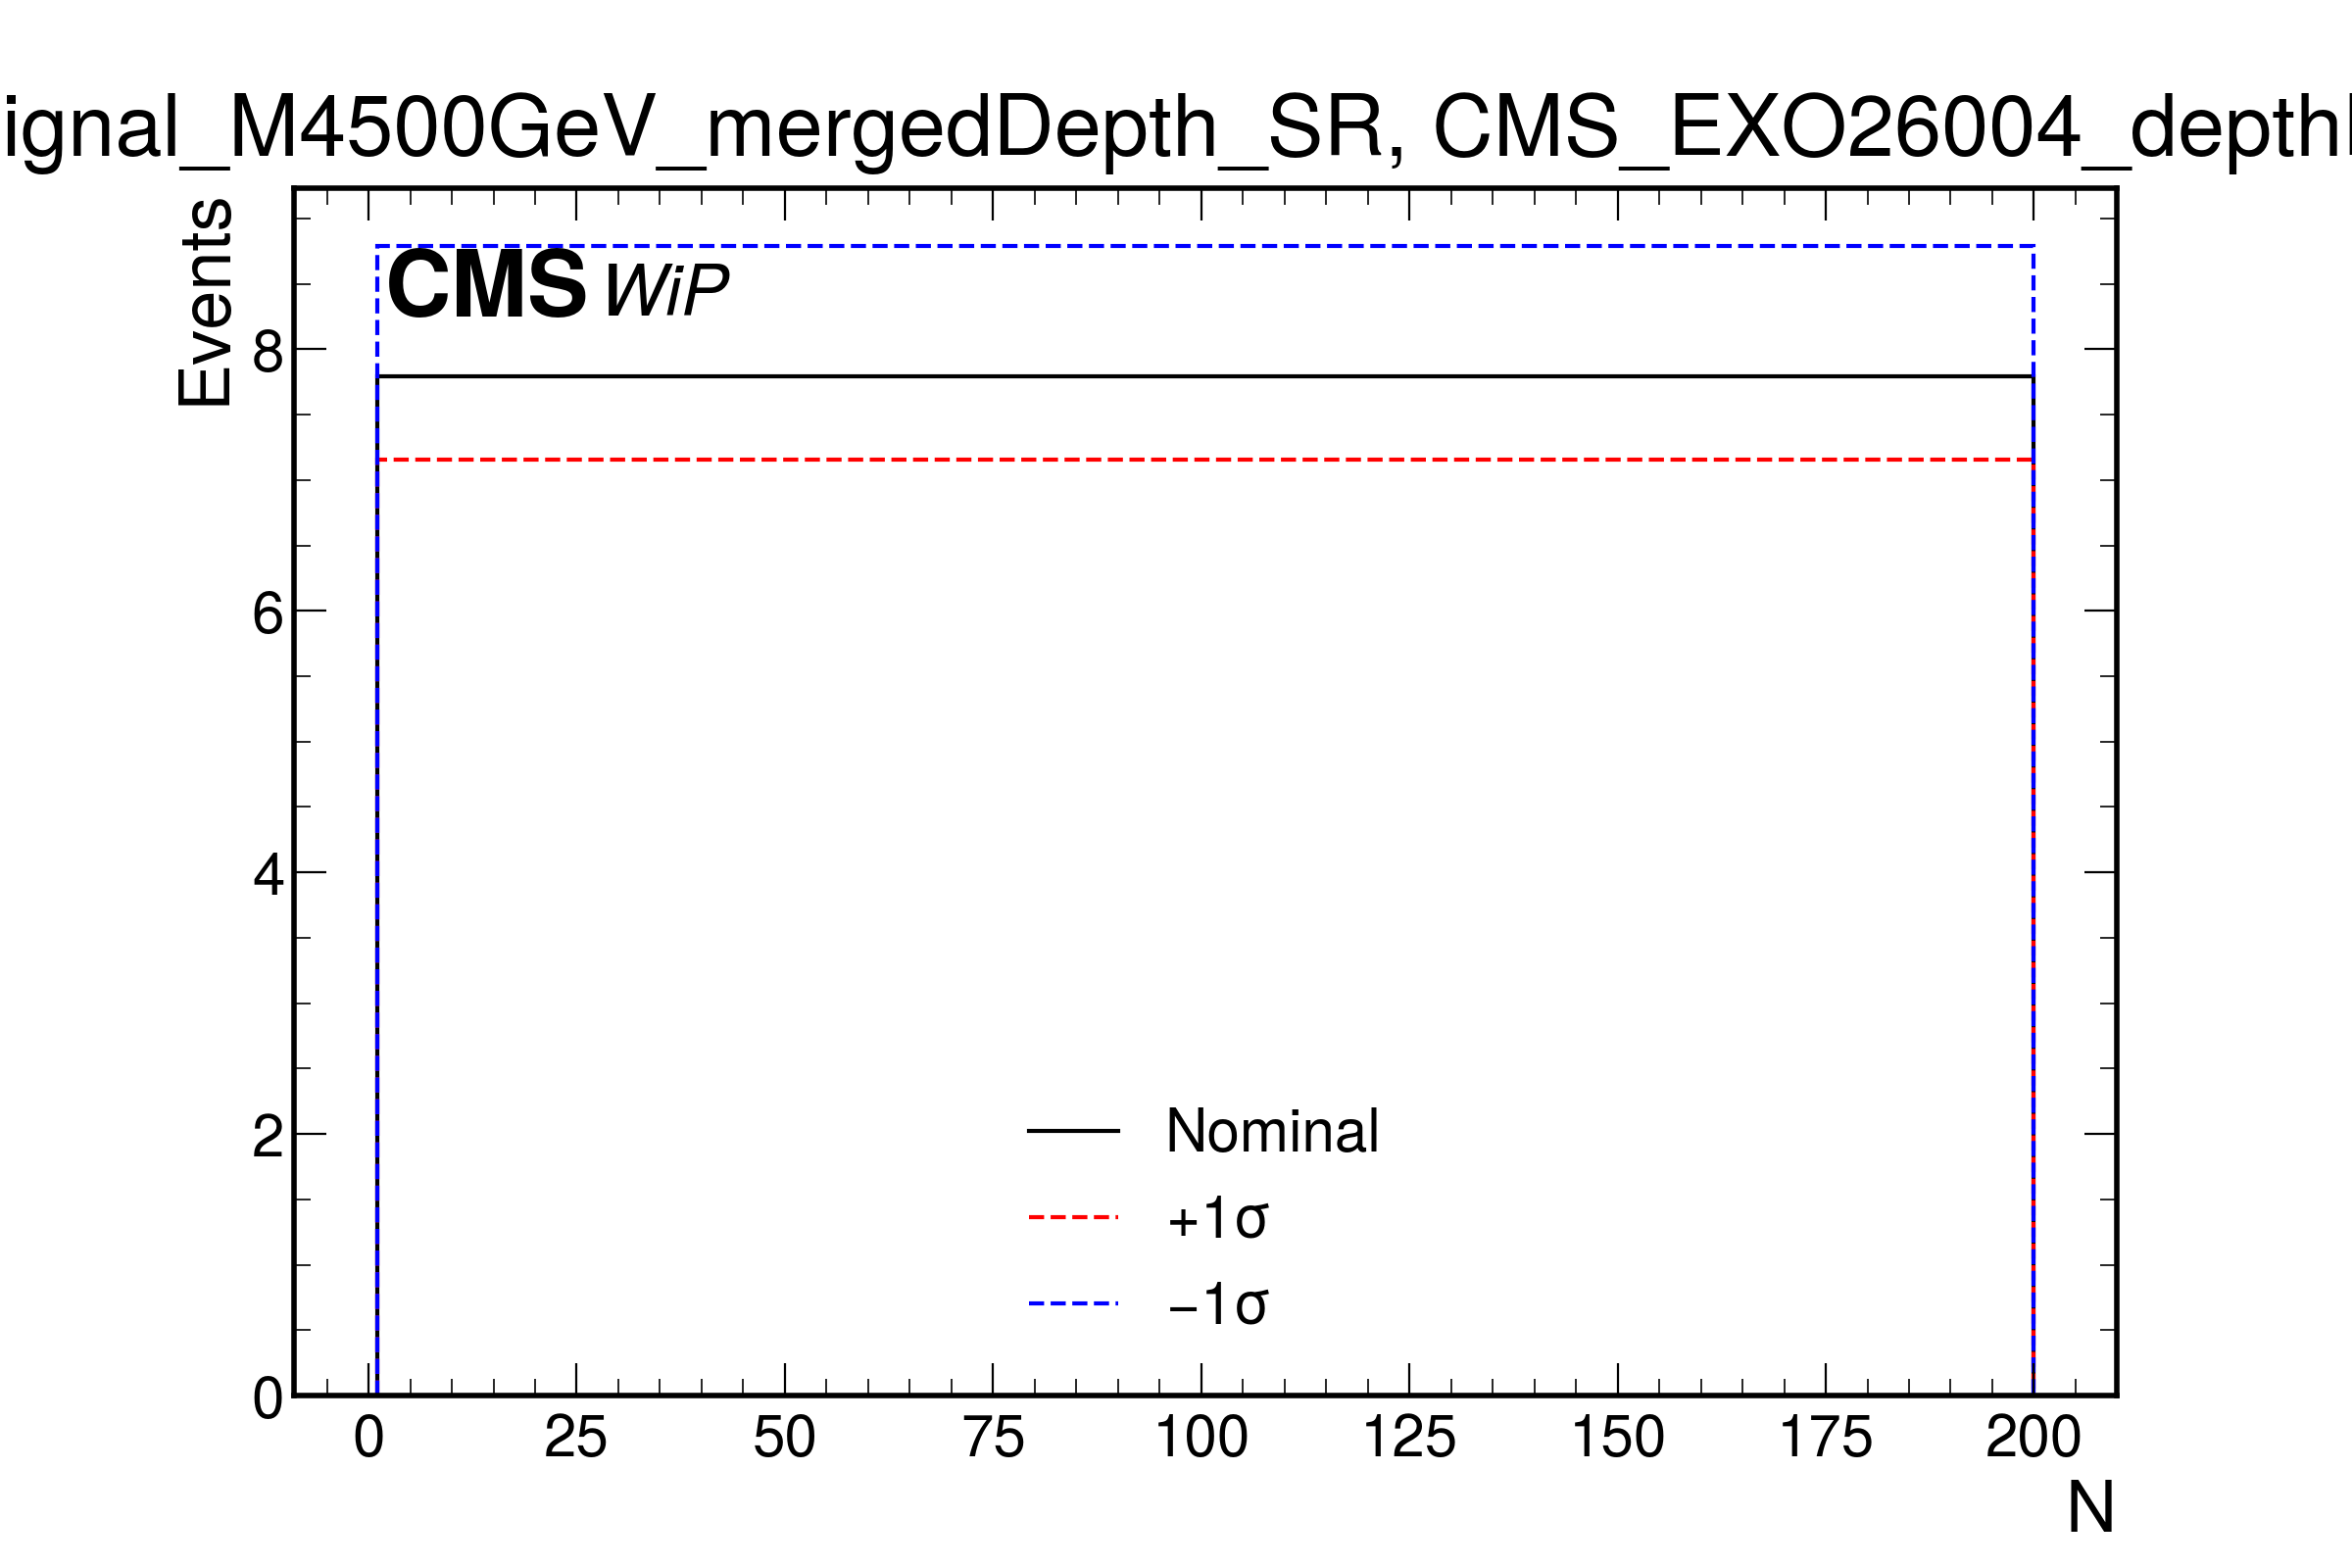 ignal_M4500GeV_mergedDepth_SR, CMS_EXO26004_depth
Events
CMS WiP
8
6
4
2
0
Nominal
+1σ
−1σ
0 25 50 75 100 125 150 175 200
N